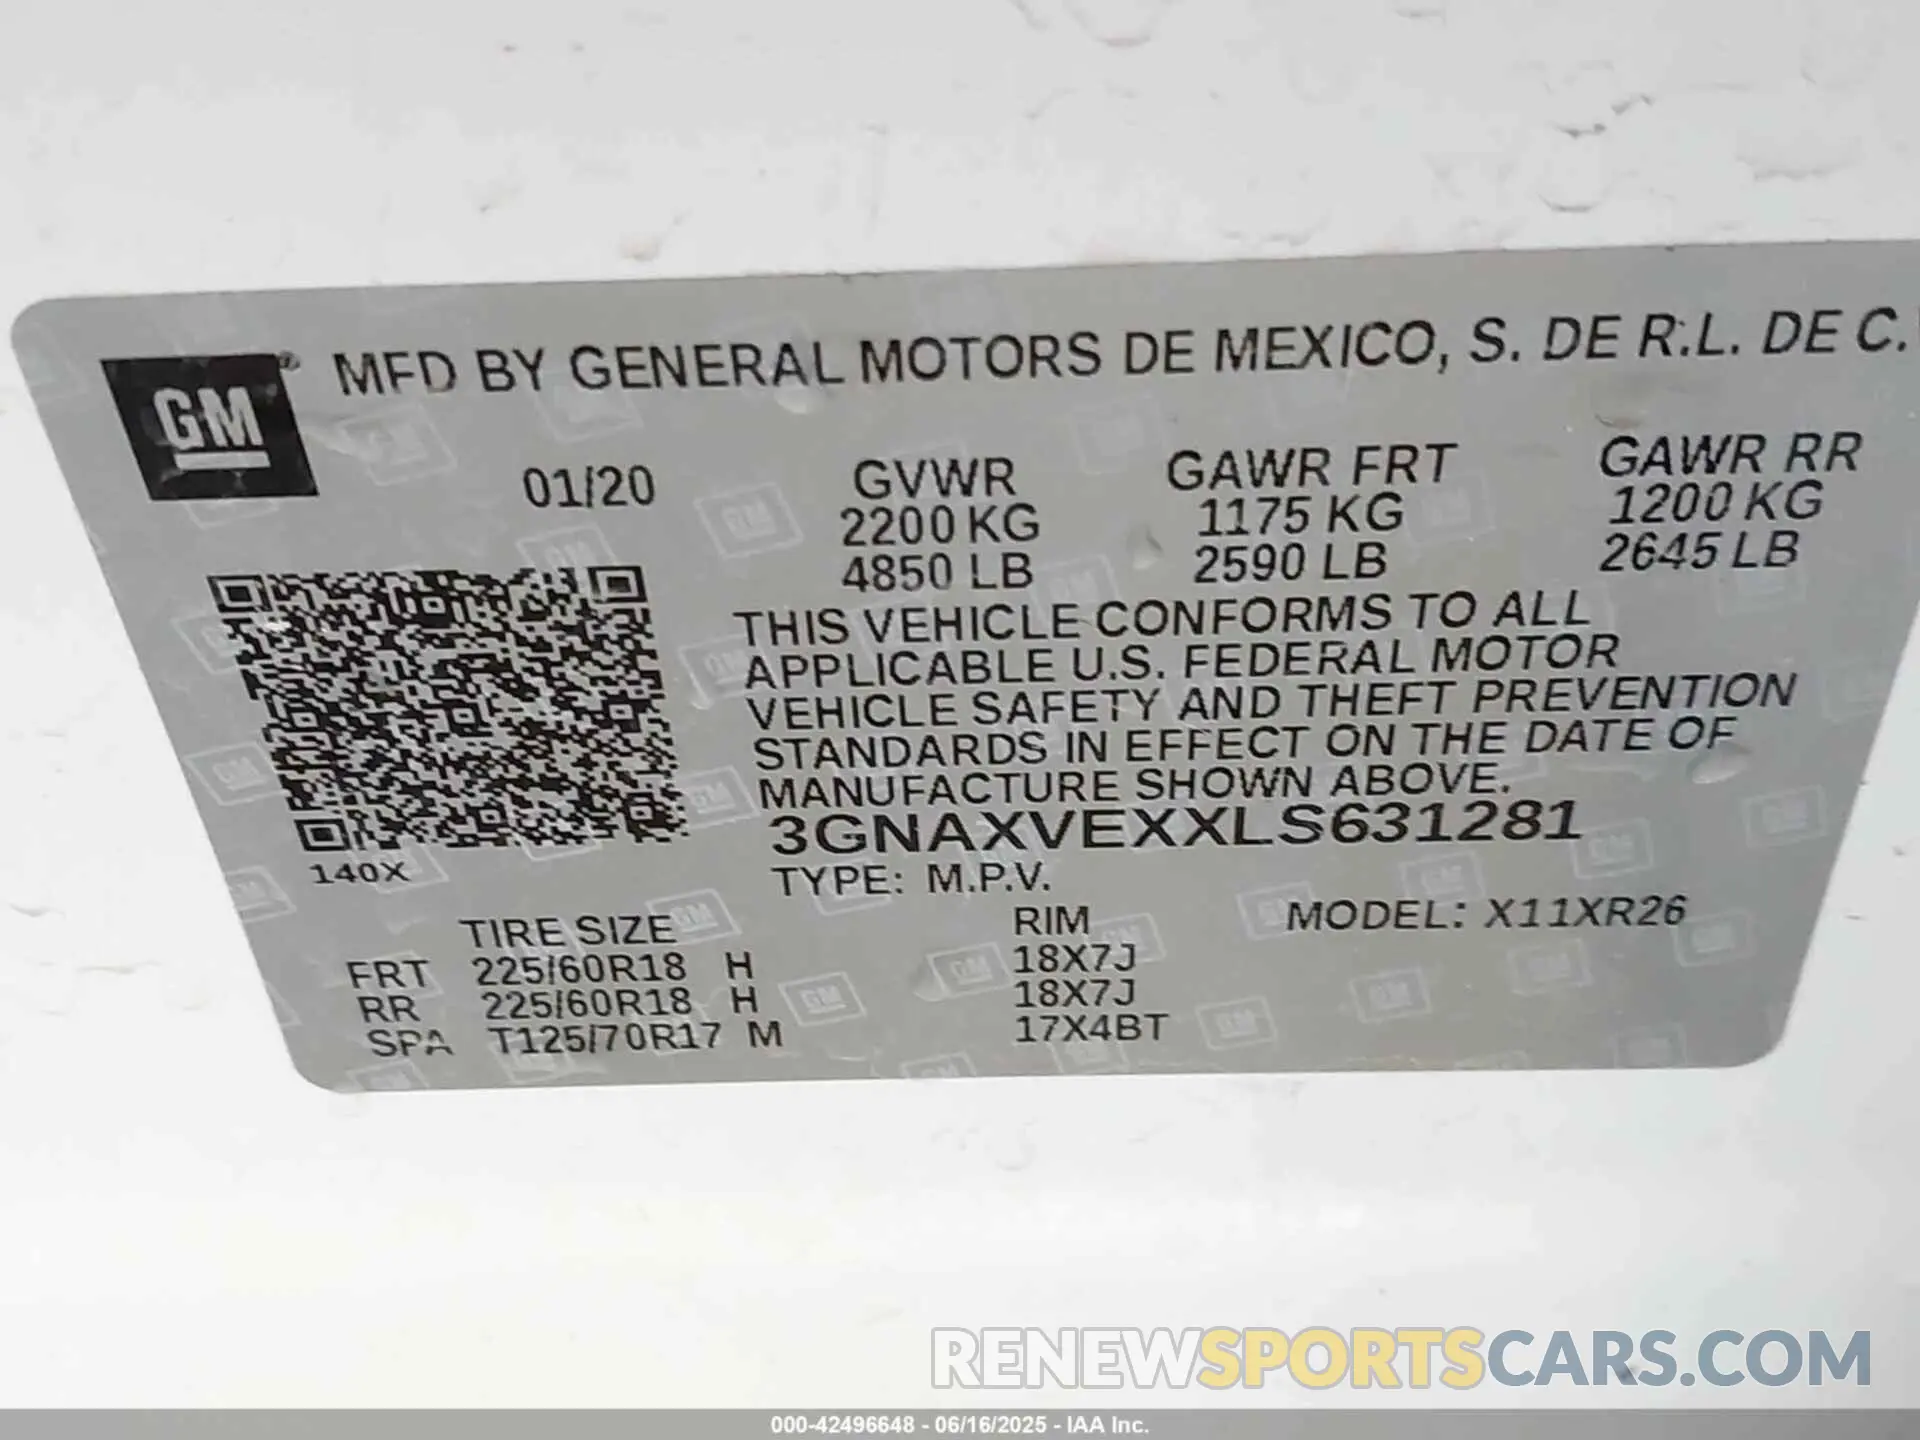 GM® MFD BY GENERAL MOTORS DE MEXICO, S. DE R.L. DE C.
01/20 GVWR GAWR FRT GAWR RR
2200 KG 1175 KG 1200 KG
4850 LB 2590 LB 2645 LB
THIS VEHICLE CONFORMS TO ALL
APPLICABLE U.S. FEDERAL MOTOR
VEHICLE SAFETY AND THEFT PREVENTION
STANDARDS IN EFFECT ON THE DATE OF
MANUFACTURE SHOWN ABOVE.
3GNAXVEXXLS631281
140X
TYPE: M.P.V.
TIRE SIZE RIM MODEL: X11XR26
FRT 225/60R18 H 18X7J
RR 225/60R18 H 18X7J
SPA T125/70R17 M 17X4BT
RENEWSPORTSCARS.COM
000-42496648 - 06/16/2025 - IAA Inc.